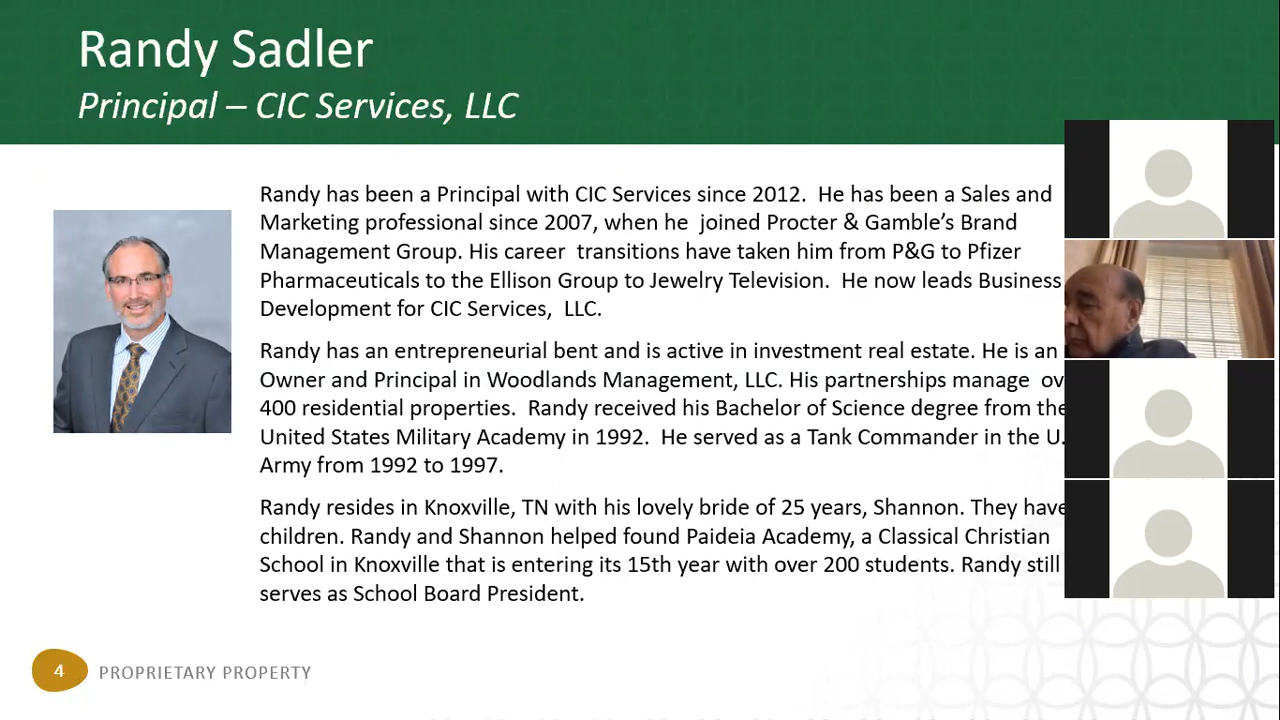 Randy Sadler
Principal – CIC Services, LLC
Randy has been a Principal with CIC Services since 2012. He has been a Sales and
Marketing professional since 2007, when he joined Procter & Gamble's Brand
Management Group. His career transitions have taken him from P&G to Pfizer
Pharmaceuticals to the Ellison Group to Jewelry Television. He now leads Business
Development for CIC Services, LLC.
Randy has an entrepreneurial bent and is active in investment real estate. He is an
Owner and Principal in Woodlands Management, LLC. His partnerships manage
400 residential properties. Randy received his Bachelor of Science degree from the
United States Military Academy in 1992. He served as a Tank Commander in the U.
Army from 1992 to 1997.
Randy resides in Knoxville, TN with his lovely bride of 25 years, Shannon. They have
children. Randy and Shannon helped found Paideia Academy, a Classical Christian
School in Knoxville that is entering its 15th year with over 200 students. Randy still
serves as School Board President.
4 PROPRIETARY PROPERTY